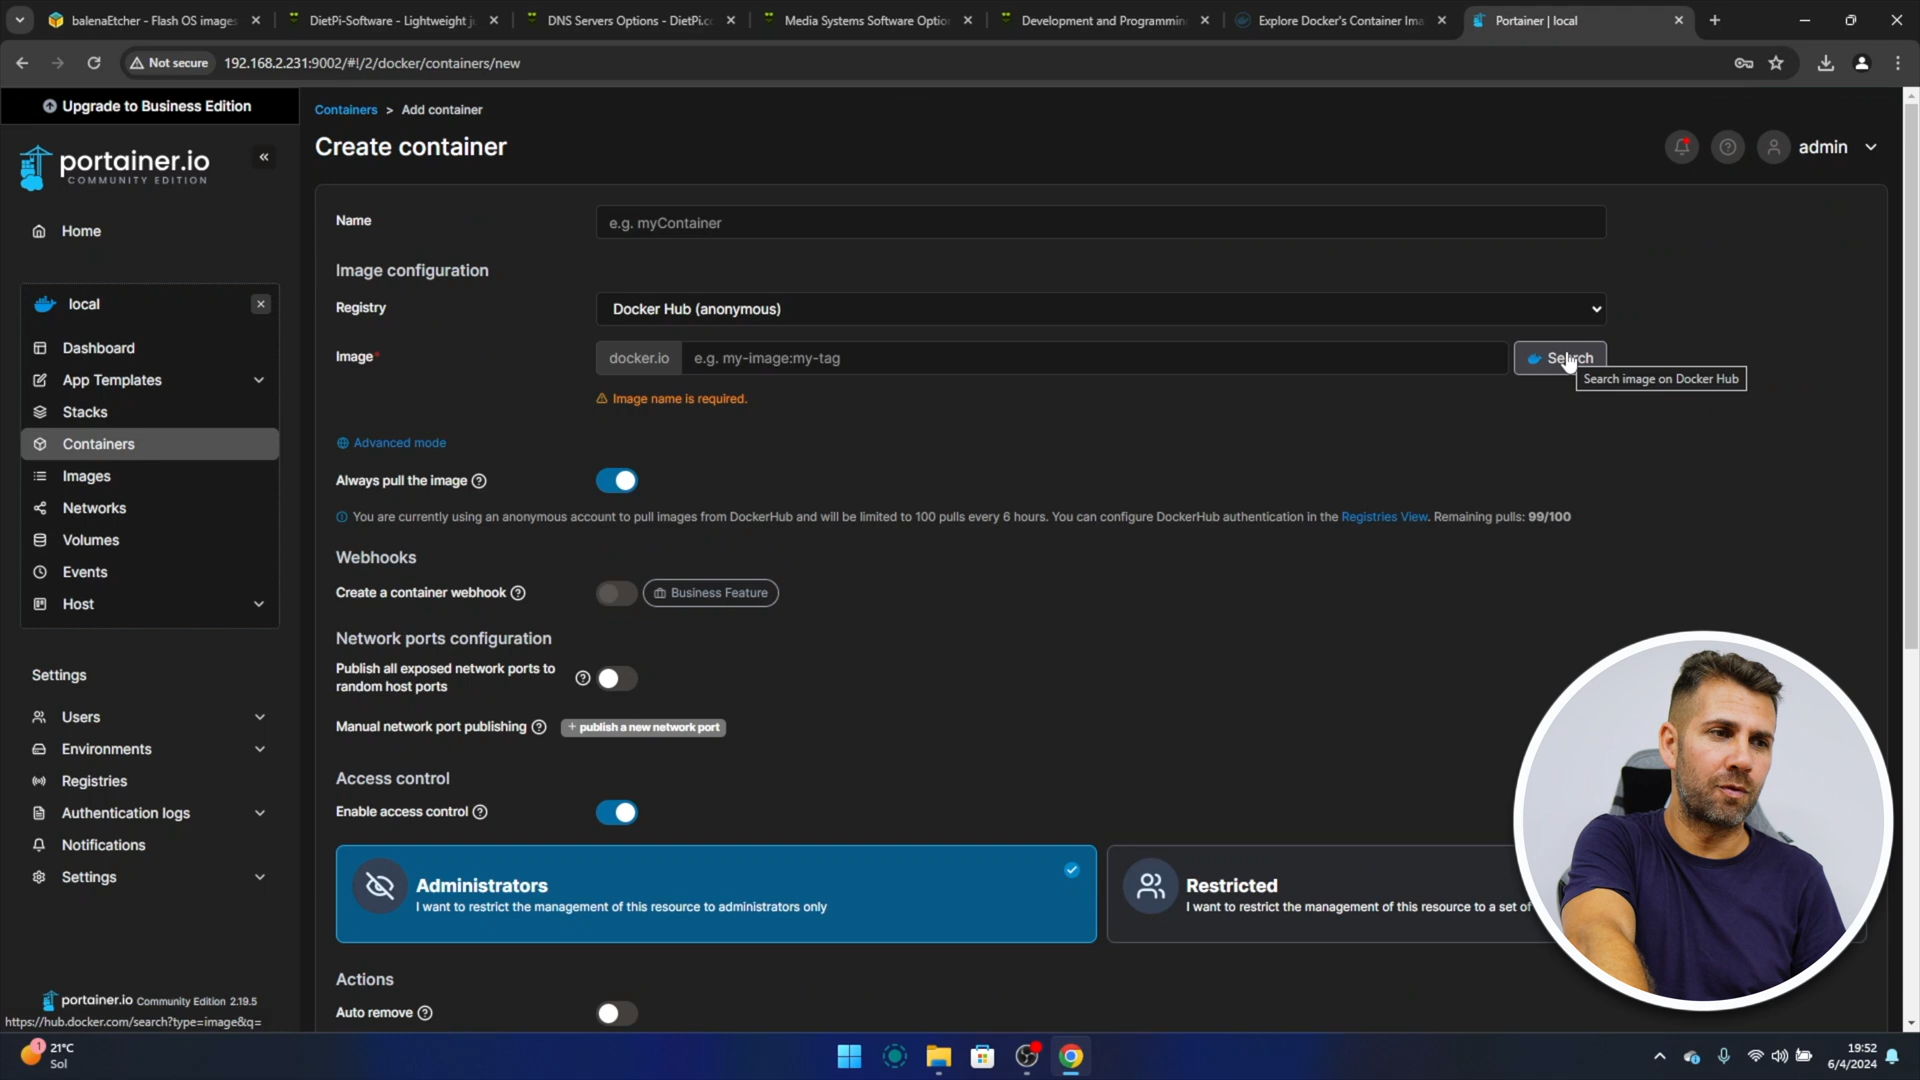 balenaEtcher - Flash OS images
DietPi-Software - Lightweight ju
DNS Servers Options - DietPi.co
Media Systems Software Option
Development and Programmin
Explore Docker's Container Ima
Portainer | local
Not secure
192.168.2.231:9002/#!/2/docker/containers/new
Upgrade to Business Edition
portainer.io
COMMUNITY EDITION
Home
local
Dashboard
App Templates
Stacks
Containers
Images
Networks
Volumes
Events
Host
Settings
Users
Environments
Registries
Authentication logs
Notifications
Settings
portainer.io Community Edition 2.19.5
https://hub.docker.com/search?type=image&q=
Containers > Add container
Create container
admin
Name
e.g. myContainer
Image configuration
Registry
Docker Hub (anonymous)
Image*
docker.io
e.g. my-image:my-tag
Search
Search image on Docker Hub
Image name is required.
Advanced mode
Always pull the image
You are currently using an anonymous account to pull images from DockerHub and will be limited to 100 pulls every 6 hours. You can configure DockerHub authentication in the Registries View. Remaining pulls: 99/100
Webhooks
Create a container webhook
Business Feature
Network ports configuration
Publish all exposed network ports to
random host ports
Manual network port publishing
+ publish a new network port
Access control
Enable access control
Administrators
I want to restrict the management of this resource to administrators only
Restricted
I want to restrict the management of this resource to a set of
Actions
Auto remove
1
21°C
Sol
19:52
6/4/2024